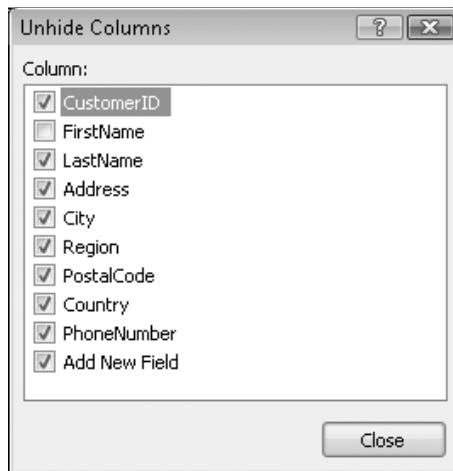 Unhide Columns
?
Column:
CustomerID
FirstName
LastName
Address
City
Region
PostalCode
Country
PhoneNumber
Add New Field
Close